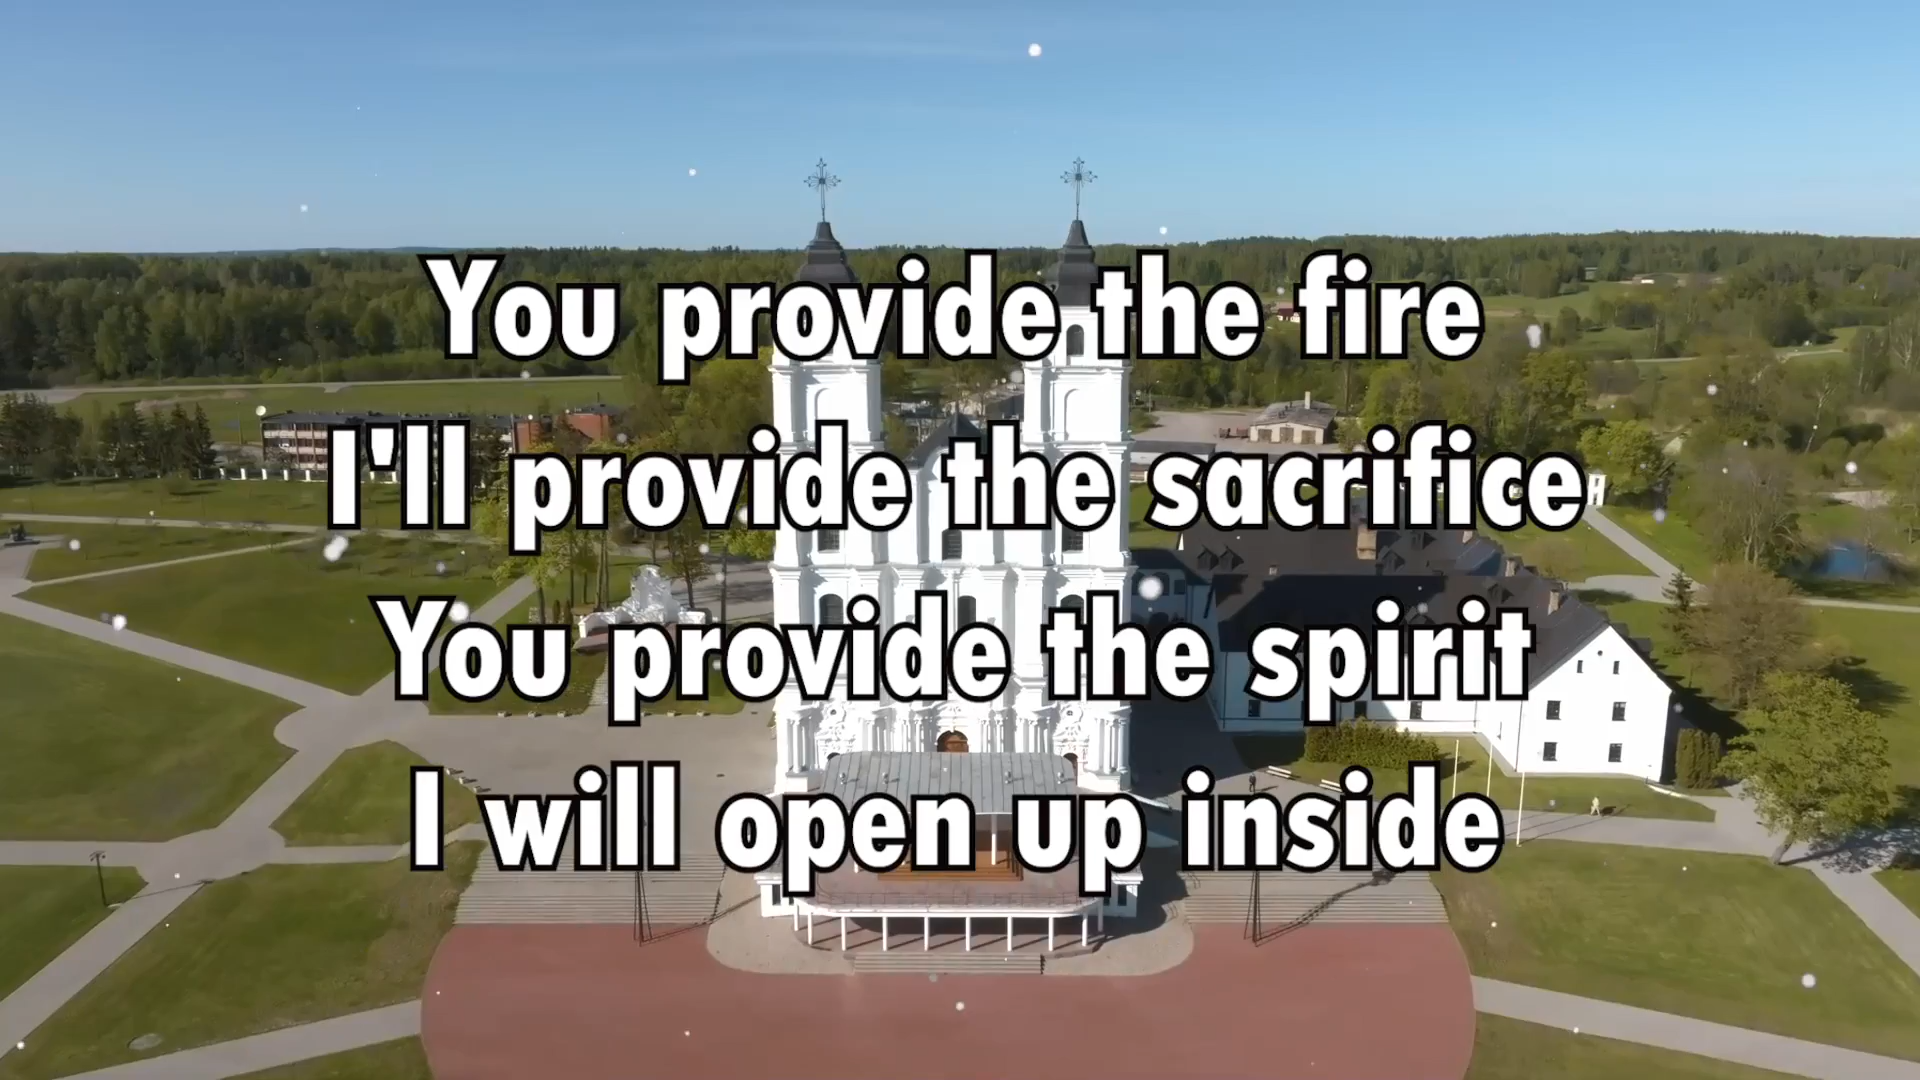 You provide the fire
I'll provide the sacrifice
You provide the spirit
I will open up inside